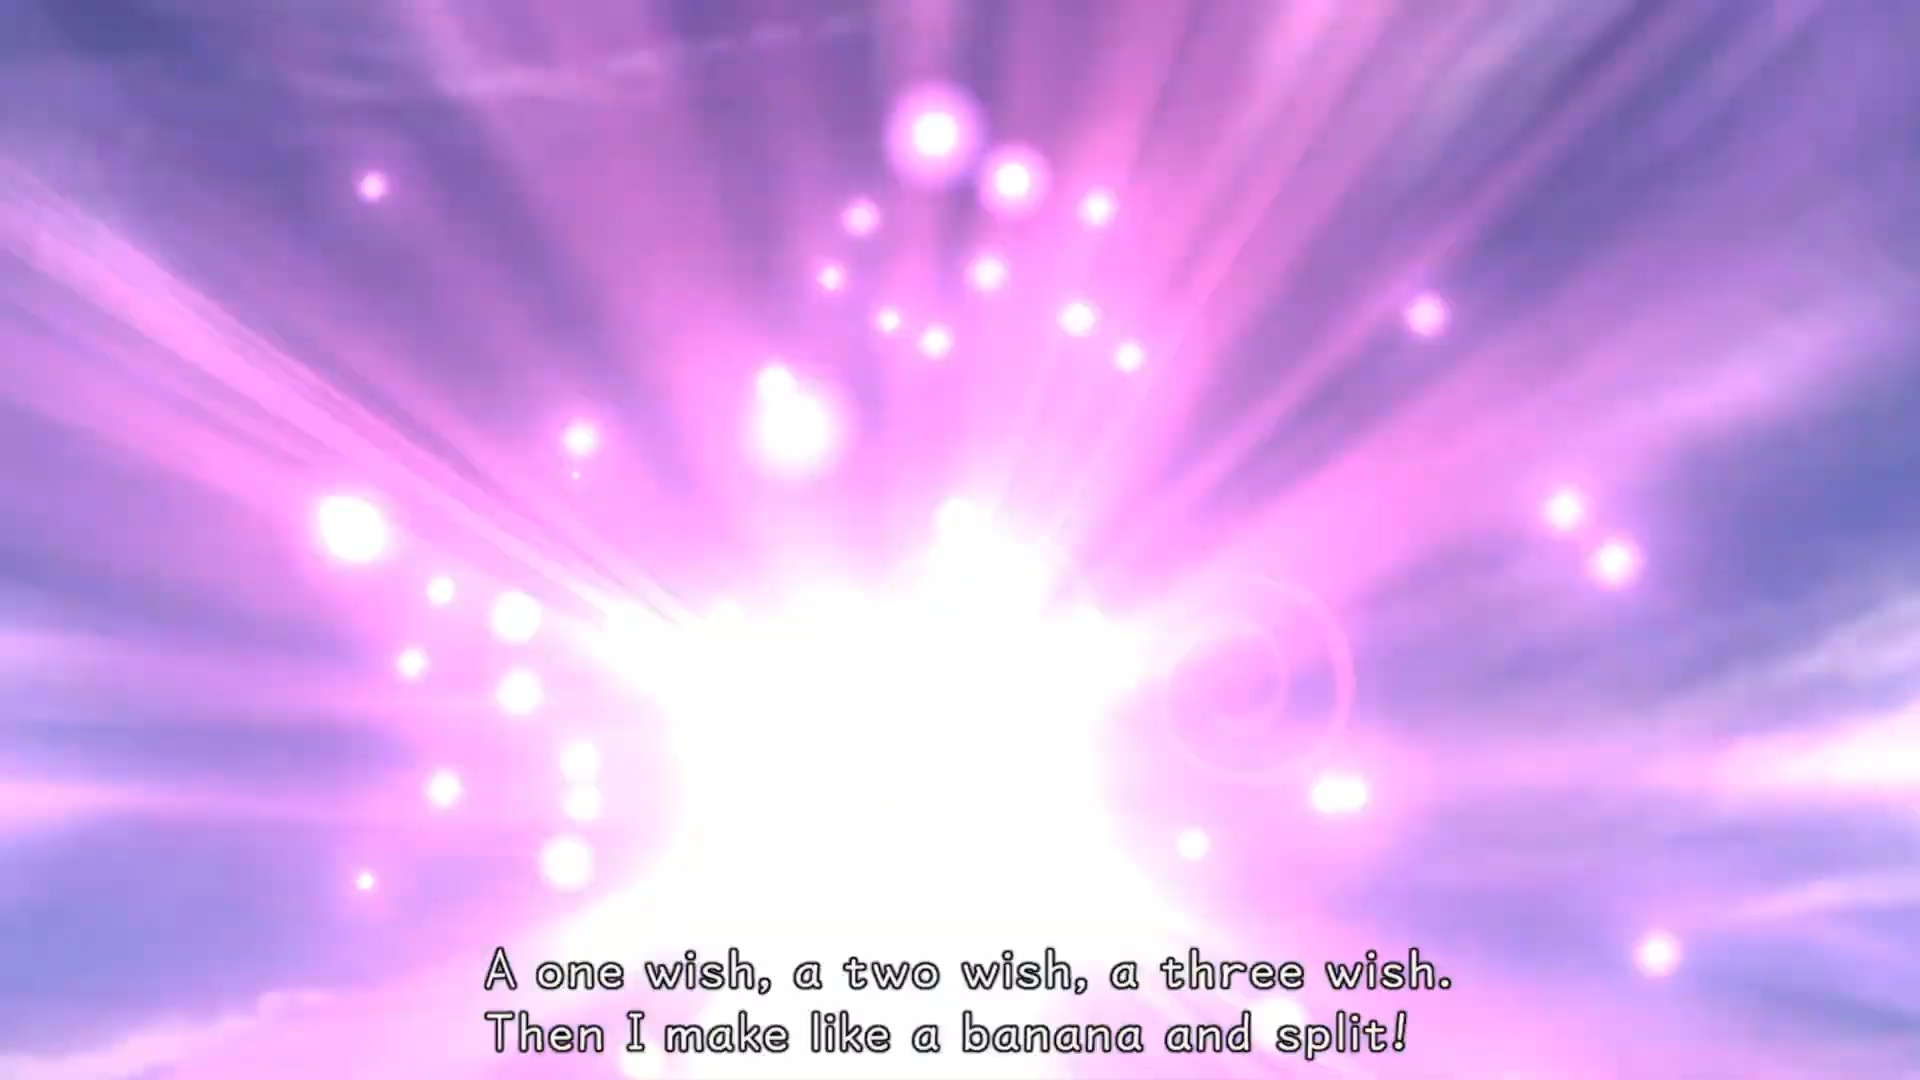 A one wish, a two wish, a three wish.
Then I make like a banana and split!